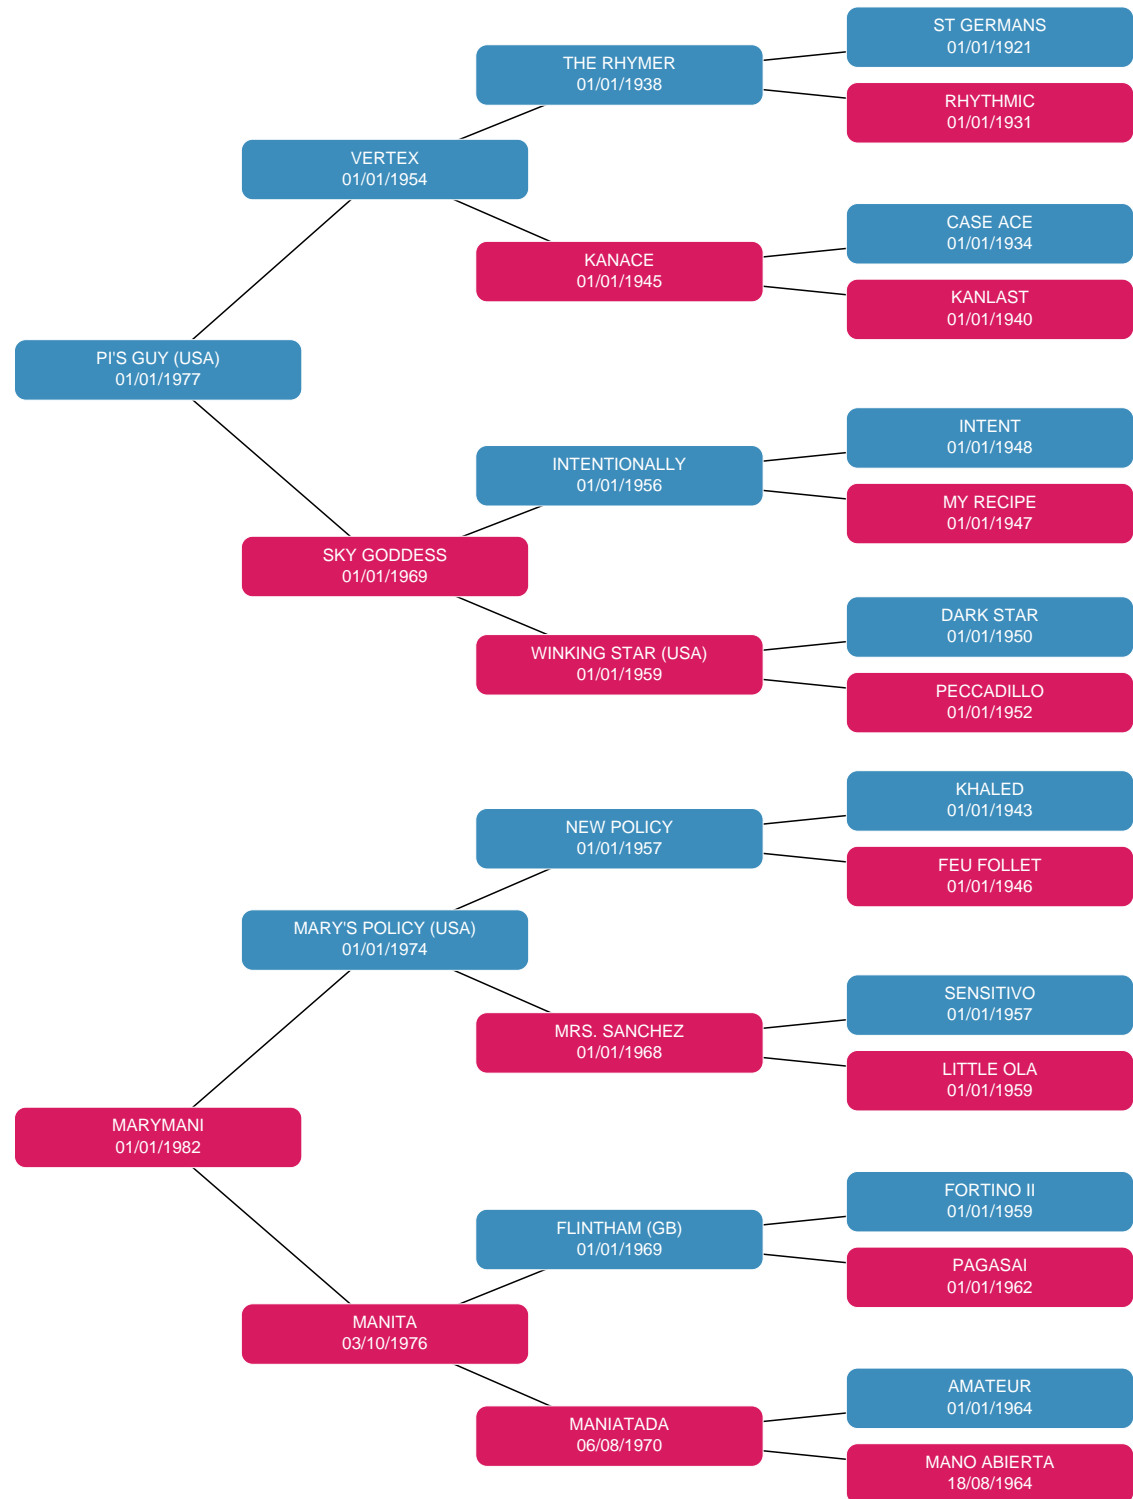 ST GERMANS
01/01/1921
THE RHYMER
01/01/1938
RHYTHMIC
01/01/1931
VERTEX
01/01/1954
CASE ACE
01/01/1934
KANACE
01/01/1945
KANLAST
01/01/1940
PI'S GUY (USA)
01/01/1977
INTENT
01/01/1948
INTENTIONALLY
01/01/1956
MY RECIPE
01/01/1947
SKY GODDESS
01/01/1969
DARK STAR
01/01/1950
WINKING STAR (USA)
01/01/1959
PECCADILLO
01/01/1952
KHALED
01/01/1943
NEW POLICY
01/01/1957
FEU FOLLET
01/01/1946
MARY'S POLICY (USA)
01/01/1974
SENSITIVO
01/01/1957
MRS. SANCHEZ
01/01/1968
LITTLE OLA
01/01/1959
MARYMANI
01/01/1982
FORTINO II
01/01/1959
FLINTHAM (GB)
01/01/1969
PAGASAI
01/01/1962
MANITA
03/10/1976
AMATEUR
01/01/1964
MANIATADA
06/08/1970
MANO ABIERTA
18/08/1964